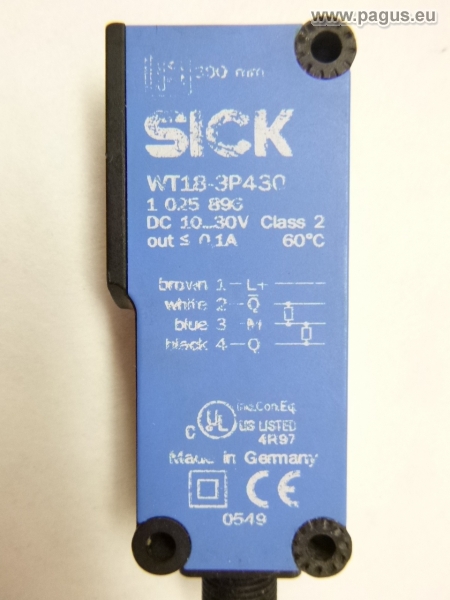 www.pagus.eu
300 mm
SICK
WT18-3P430
1 025 896
DC 10...30V Class 2
out ≤ 0,1A 60°C
brown 1 – L+
white 2 – Q̅
blue 3 – M
black 4 – Q
Ind.Con.Eq.
C UL US LISTED
4R97
Made in Germany
CE
0549